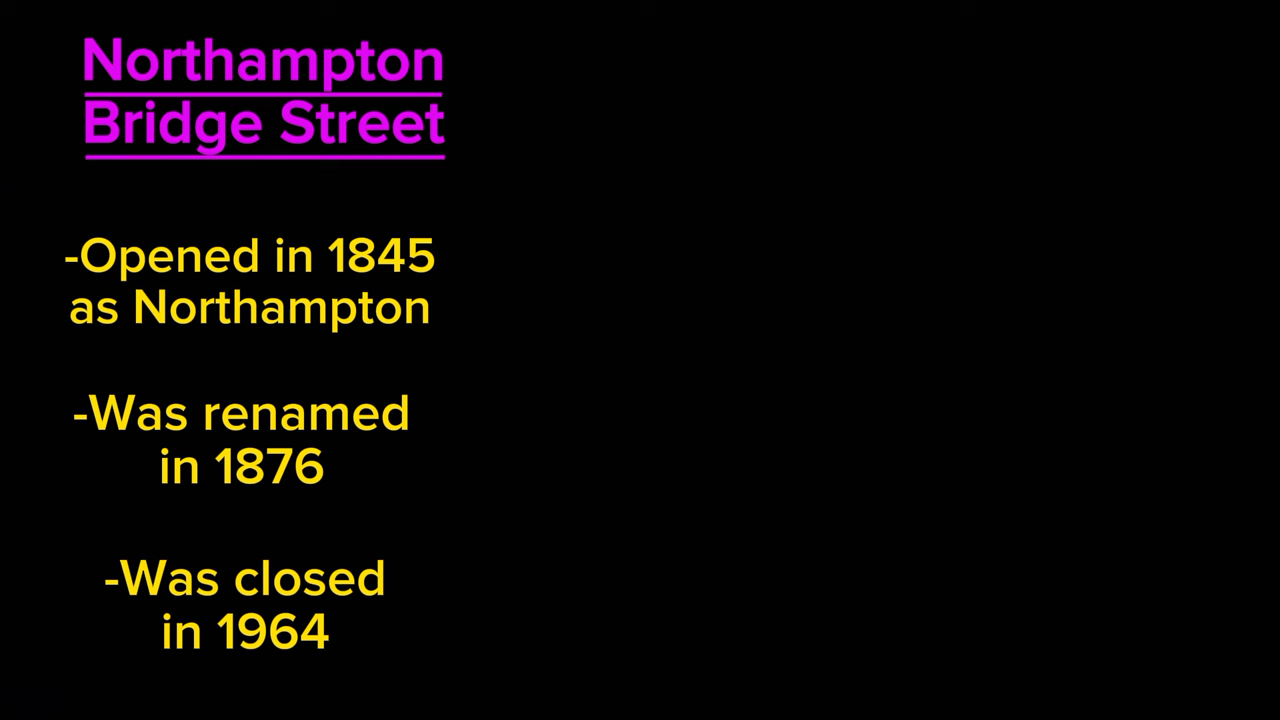 Northampton
Bridge Street
-Opened in 1845
as Northampton
-Was renamed
in 1876
-Was closed
in 1964